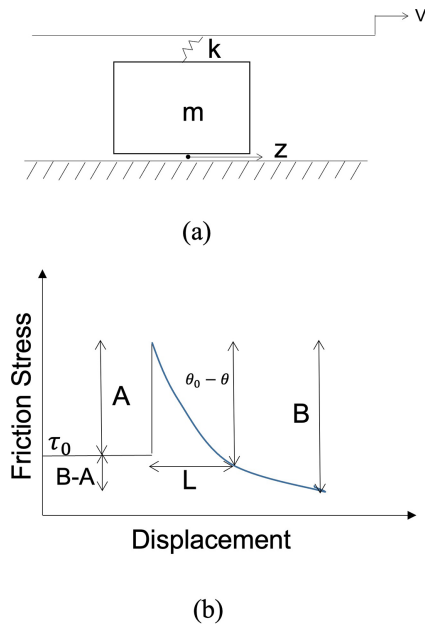 V
k
m
z
(a)
Friction Stress
A
θ₀ − θ
B
τ₀
B-A
L
Displacement
(b)